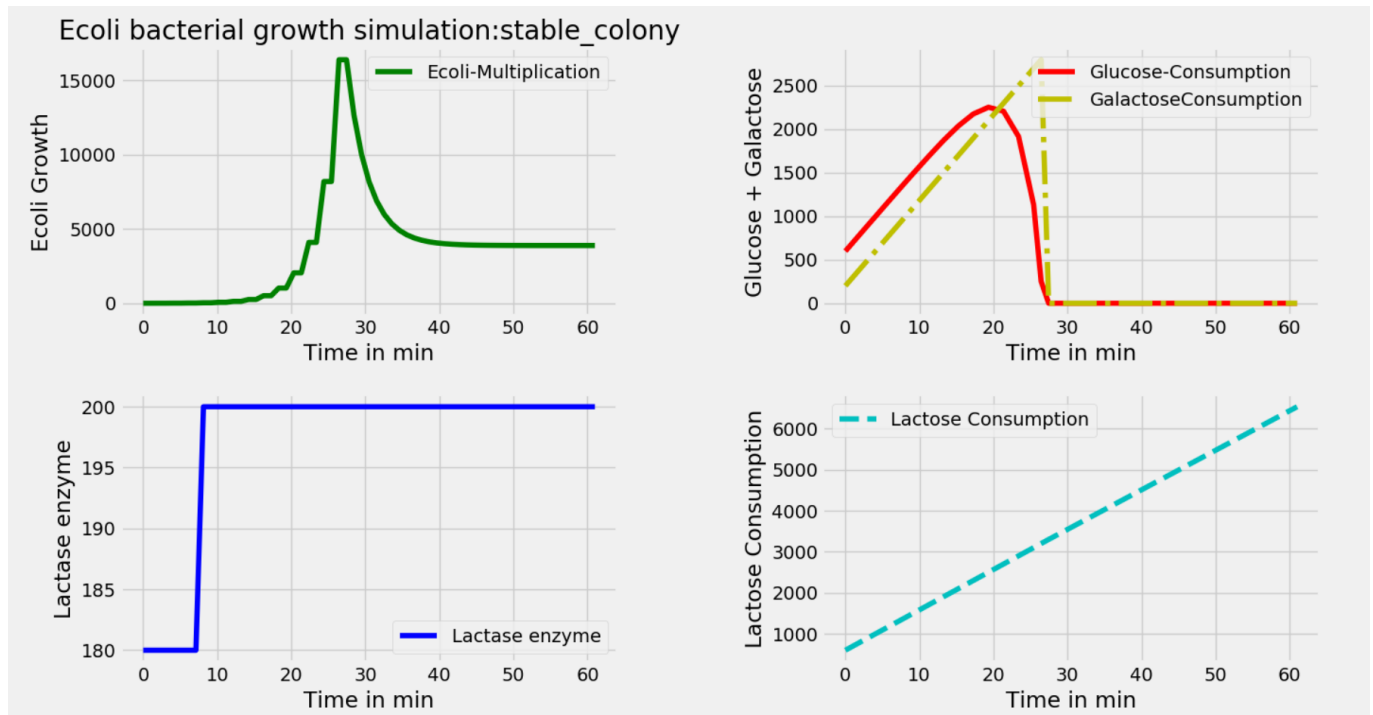 Ecoli bacterial growth simulation:stable_colony
Ecoli Growth
15000
10000
5000
0
Ecoli-Multiplication
0 10 20 30 40 50 60
Time in min
Glucose + Galactose
2500
2000
1500
1000
500
0
Glucose-Consumption
GalactoseConsumption
0 10 20 30 40 50 60
Time in min
Lactase enzyme
200
195
190
185
180
Lactase enzyme
0 10 20 30 40 50 60
Time in min
Lactose Consumption
6000
5000
4000
3000
2000
1000
Lactose Consumption
0 10 20 30 40 50 60
Time in min